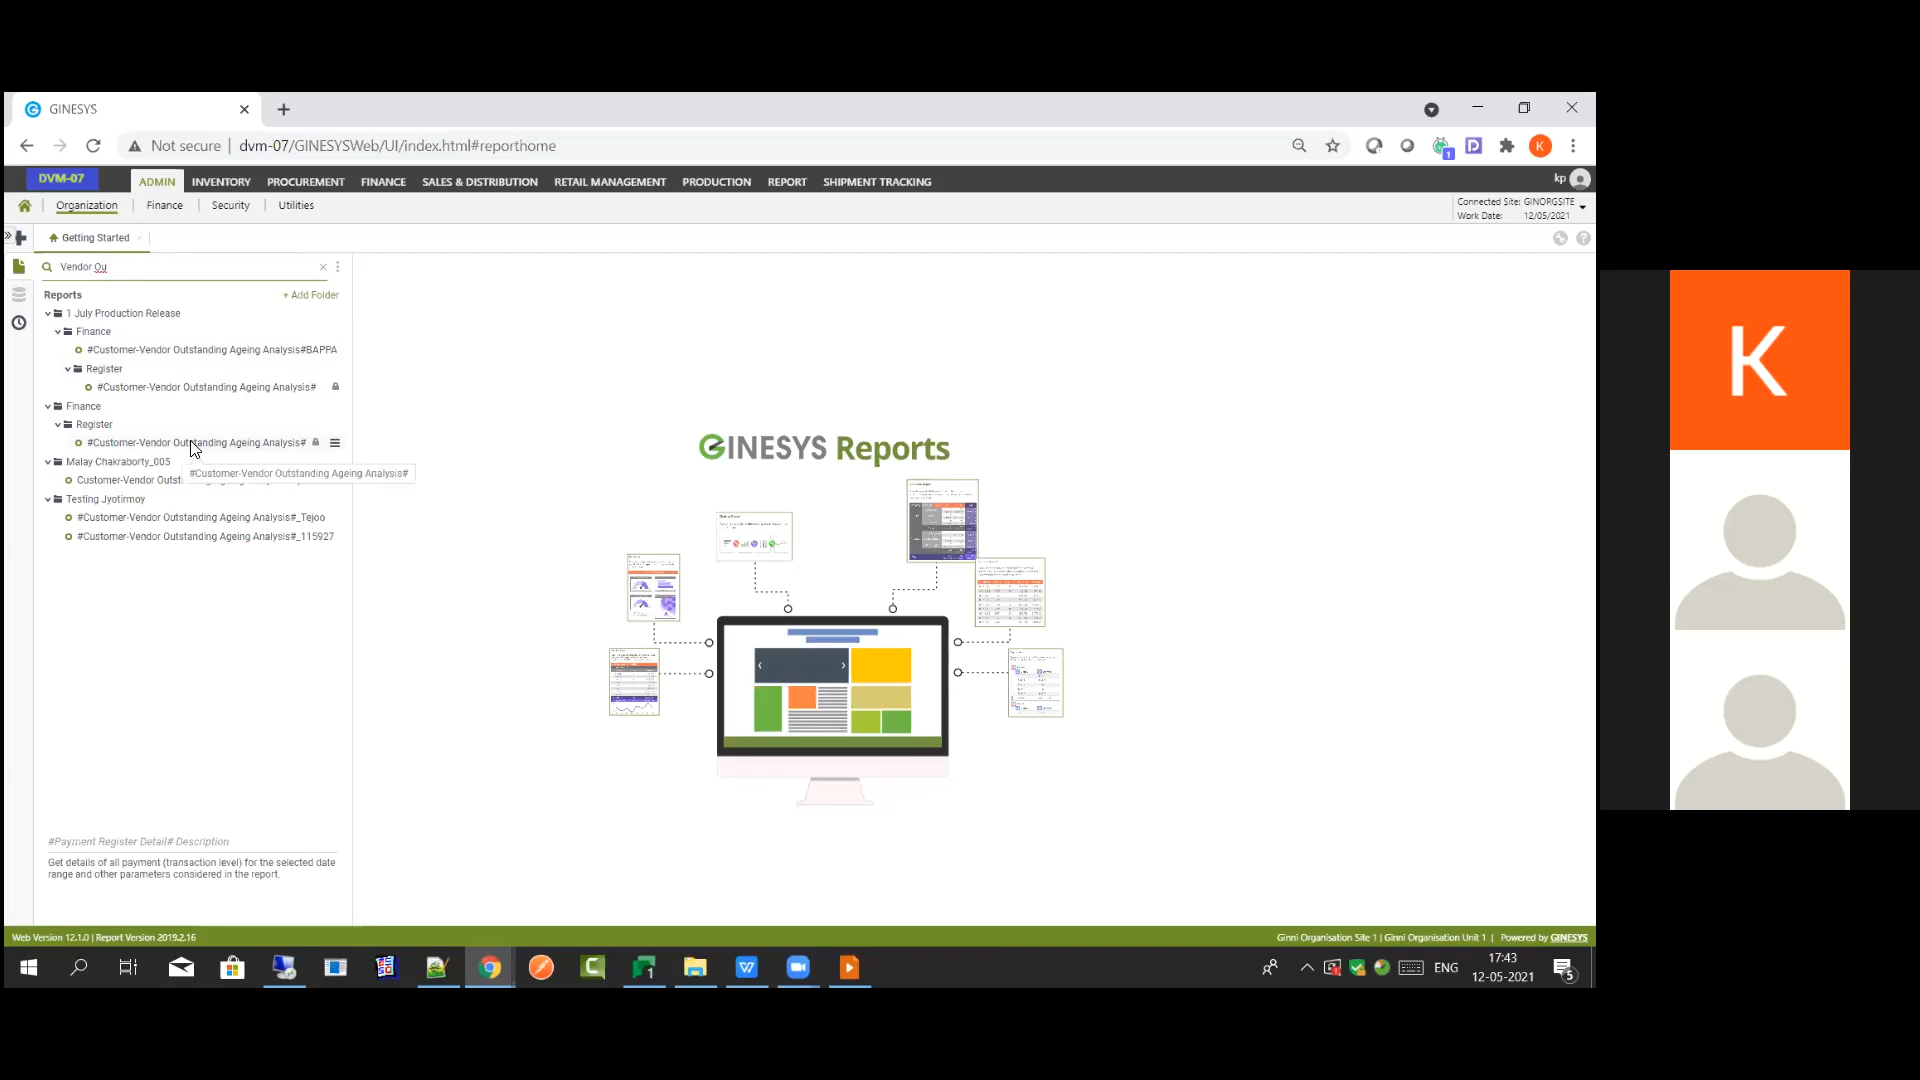 GINESYS
Not secure
dvm-07/GINESYSWeb/UI/index.html#reporthome
1
K
DVM-07
ADMIN
INVENTORY
PROCUREMENT
FINANCE
SALES & DISTRIBUTION
RETAIL MANAGEMENT
PRODUCTION
REPORT
SHIPMENT TRACKING
kp
Organization
Finance
Security
Utilities
Connected Site: GINORGSITE
Work Date: 12/05/2021
Getting Started
Vendor Ou
Reports
+ Add Folder
1 July Production Release
Finance
#Customer-Vendor Outstanding Ageing Analysis#BAPPA
Register
#Customer-Vendor Outstanding Ageing Analysis#
Finance
Register
#Customer-Vendor Outstanding Ageing Analysis#
Malay Chakraborty_005
#Customer-Vendor Outstanding Ageing Analysis#
Customer-Vendor Outst
Testing Jyotirmoy
#Customer-Vendor Outstanding Ageing Analysis#_Tejoo
#Customer-Vendor Outstanding Ageing Analysis#_115927
GINESYS Reports
K
#Payment Register Detail# Description
Get details of all payment (transaction level) for the selected date
range and other parameters considered in the report.
Web Version 12.1.0 | Report Version 2019.2.16
Ginni Organisation Site 1 | Ginni Organisation Unit 1 | Powered by GINESYS
ENG
17:43
12-05-2021
5